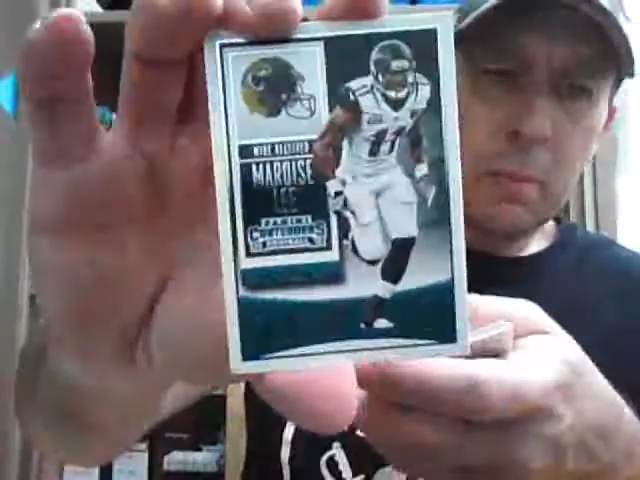 WIDE RECEIVER
MARQISE
LEE
PANINI
CONTENDERS
FOOTBALL
11